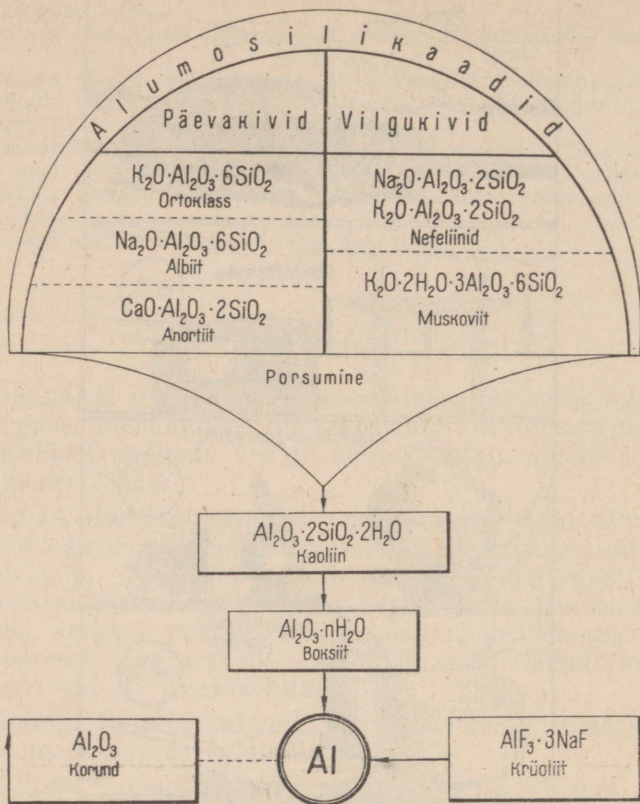 Alumosilikaadid
Päevakivid
K₂O·Al₂O₃·6SiO₂
Ortoklass
Na₂O·Al₂O₃·6SiO₂
Albiit
CaO·Al₂O₃·2SiO₂
Anortiit
Vilgukivid
Na₂O·Al₂O₃·2SiO₂
K₂O·Al₂O₃·2SiO₂
Nefeliinid
K₂O·2H₂O·3Al₂O₃·6SiO₂
Muskoviit
Porsumine
Al₂O₃·2SiO₂·2H₂O
Kaoliin
Al₂O₃·nH₂O
Boksiit
Al₂O₃
Korund
Al
AlF₃·3NaF
Krüoliit